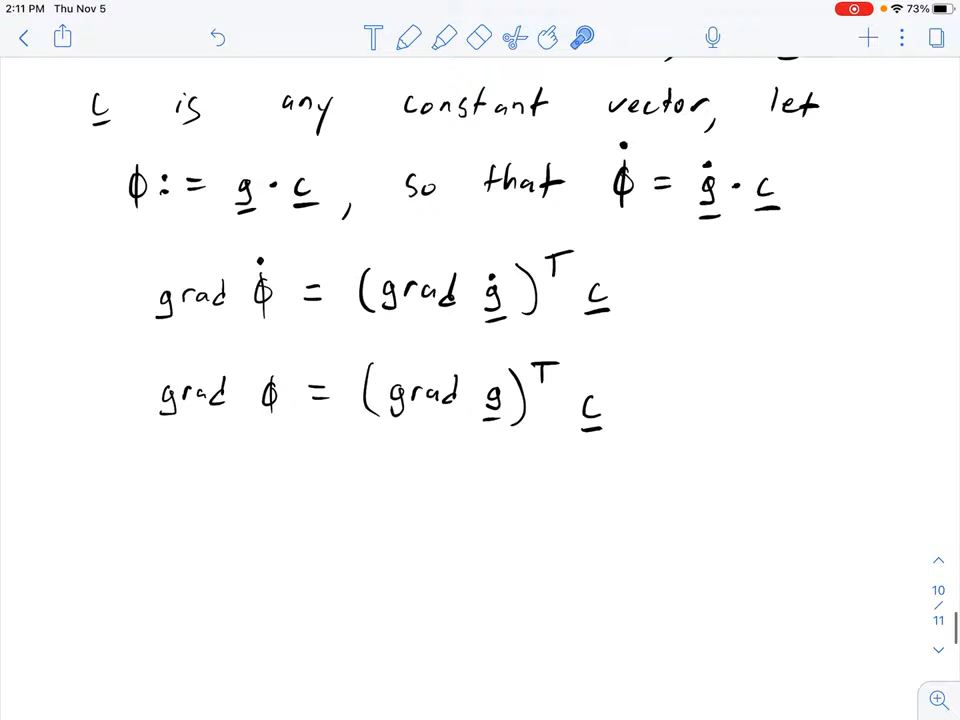 2:11 PM Thu Nov 5
73%
c is any constant vector, let
ϕ := g · c, so that ϕ̇ = ġ · c
grad ϕ̇ = (grad ġ)ᵀ c
grad ϕ = (grad g)ᵀ c
10
/
11